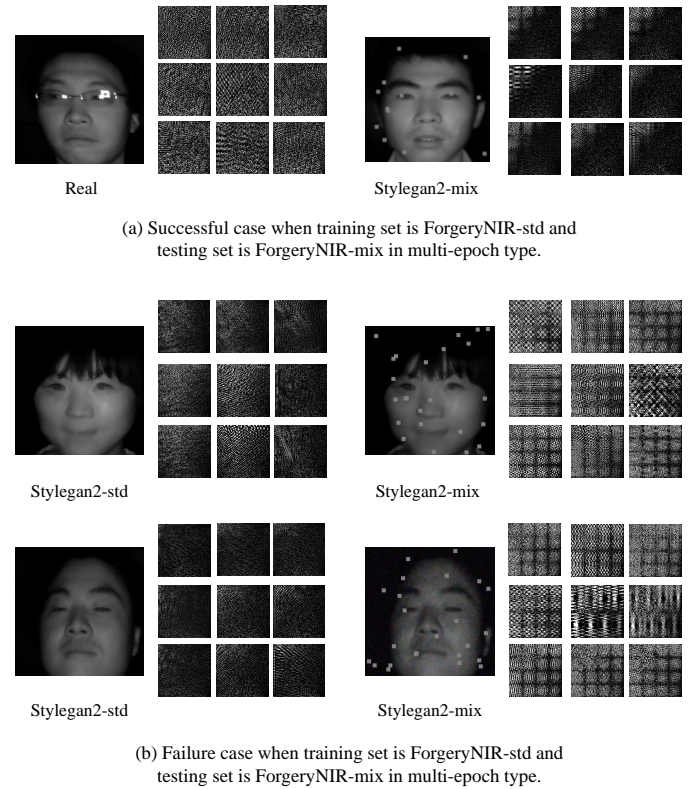 Real
Stylegan2-mix
(a) Successful case when training set is ForgeryNIR-std and
testing set is ForgeryNIR-mix in multi-epoch type.
Stylegan2-std
Stylegan2-mix
Stylegan2-std
Stylegan2-mix
(b) Failure case when training set is ForgeryNIR-std and
testing set is ForgeryNIR-mix in multi-epoch type.